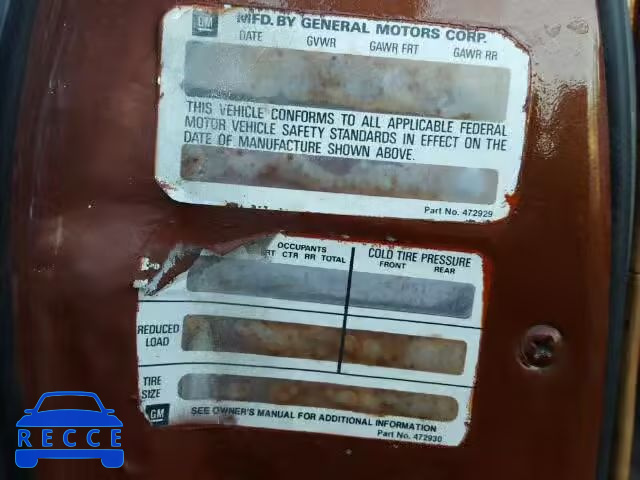 GM MFD. BY GENERAL MOTORS CORP.
DATE GVWR GAWR FRT GAWR RR
THIS VEHICLE CONFORMS TO ALL APPLICABLE FEDERAL
MOTOR VEHICLE SAFETY STANDARDS IN EFFECT ON THE
DATE OF MANUFACTURE SHOWN ABOVE.
Part No. 472929
OCCUPANTS COLD TIRE PRESSURE
RT CTR RR TOTAL FRONT REAR
REDUCED
LOAD
TIRE
SIZE
GM SEE OWNER'S MANUAL FOR ADDITIONAL INFORMATION
Part No. 472930
RECCE